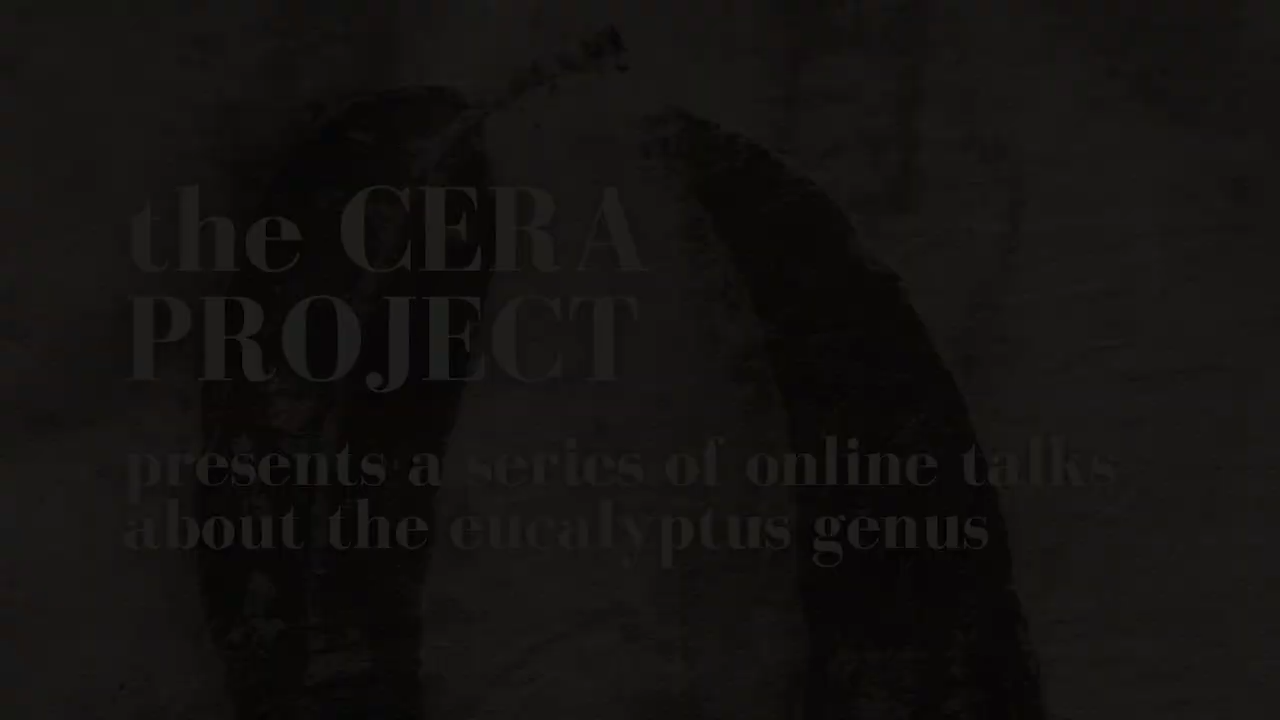 the CERA
PROJECT
presents a series of online talks
about the eucalyptus genus